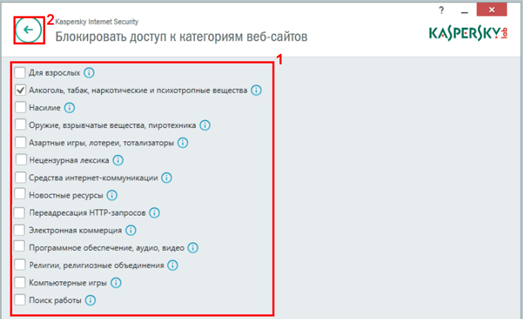 2
Kaspersky Internet Security
Блокировать доступ к категориям веб-сайтов
? – ×
KASPERSKY lab
1
Для взрослых
Алкоголь, табак, наркотические и психотропные вещества
Насилие
Оружие, взрывчатые вещества, пиротехника
Азартные игры, лотереи, тотализаторы
Нецензурная лексика
Средства интернет-коммуникации
Новостные ресурсы
Переадресация HTTP-запросов
Электронная коммерция
Программное обеспечение, аудио, видео
Религии, религиозные объединения
Компьютерные игры
Поиск работы